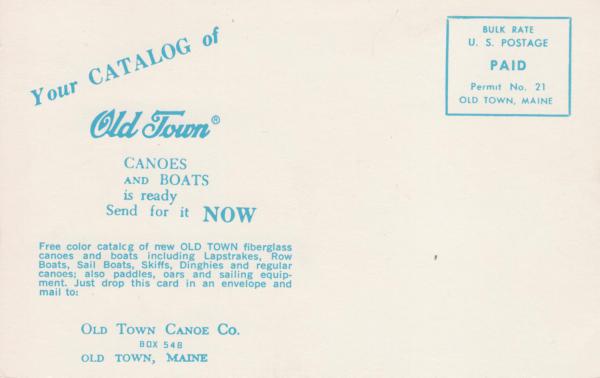 Your CATALOG of
Old Town®
CANOES
AND BOATS
is ready
Send for it NOW
Free color catalcg of new OLD TOWN fiberglass
canoes and boats including Lapstrakes, Row
Boats, Sail Boats, Skiffs, Dinghies and regular
canoes; also paddles, oars and sailing equip-
ment. Just drop this card in an envelope and
mail to:
OLD TOWN CANOE CO.
BOX 548
OLD TOWN, MAINE
BULK RATE
U. S. POSTAGE
PAID
Permit No. 21
OLD TOWN, MAINE